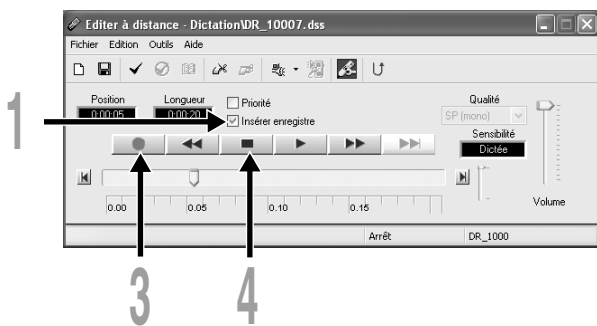 Editer à distance - Dictation\DR_10007.dss
Fichier Edition Outils Aide
Position Longueur Priorité Qualité
0:00:05 0:00:20 Insérer enregistre SP (mono)
Sensibilité
Dictée
Volume
0.00 0.05 0.10 0.15
Arrêt DR_1000
1
3 4